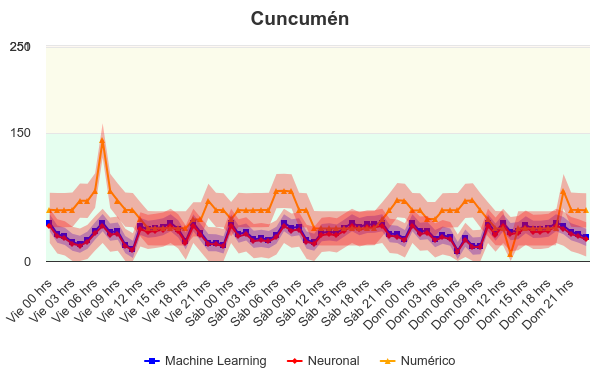 Cuncumén
250
150
0
Vie 00 hrs
Vie 03 hrs
Vie 06 hrs
Vie 09 hrs
Vie 12 hrs
Vie 15 hrs
Vie 18 hrs
Vie 21 hrs
Sáb 00 hrs
Sáb 03 hrs
Sáb 06 hrs
Sáb 09 hrs
Sáb 12 hrs
Sáb 15 hrs
Sáb 18 hrs
Sáb 21 hrs
Dom 00 hrs
Dom 03 hrs
Dom 06 hrs
Dom 09 hrs
Dom 12 hrs
Dom 15 hrs
Dom 18 hrs
Dom 21 hrs
Machine Learning Neuronal Numérico